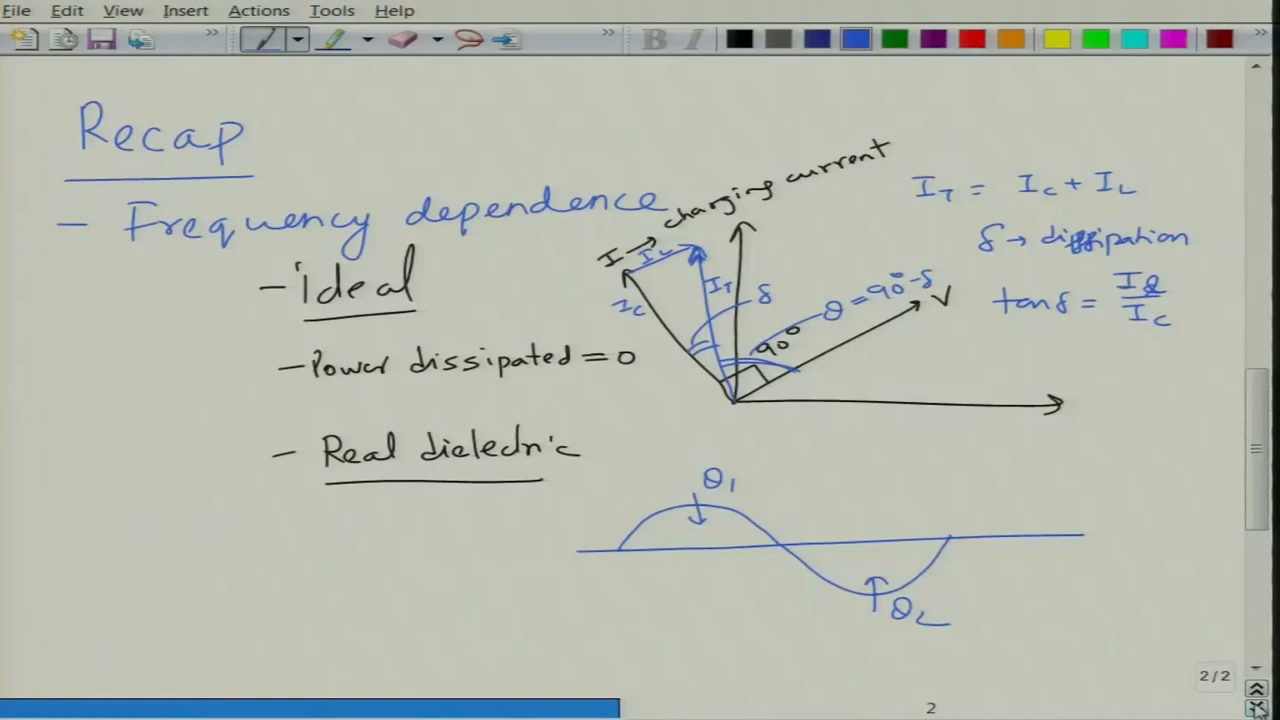 File Edit View Insert Actions Tools Help
B I
Recap
- Frequency dependence
- ideal
- Power dissipated = 0
- Real dielectric
I → charging current
I_L
I_C
I_T
δ
90°
θ = 90° - δ
V
I_T = I_C + I_L
δ → dissipation
tan δ = I_L / I_C
θ₁
θ₂
2/2
2